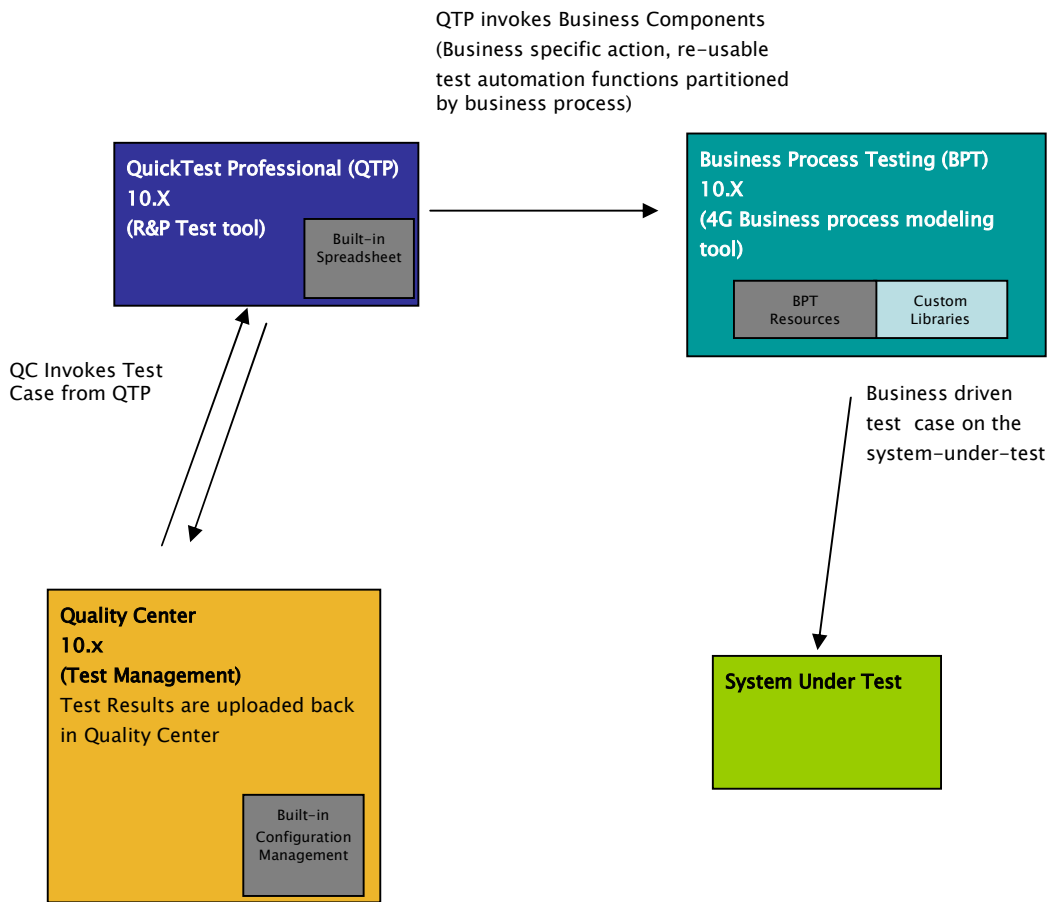 QTP invokes Business Components
(Business specific action, re-usable
test automation functions partitioned
by business process)
QuickTest Professional (QTP)
10.X
(R&P Test tool)
Built-in
Spreadsheet
Business Process Testing (BPT)
10.X
(4G Business process modeling
tool)
BPT
Resources
Custom
Libraries
QC Invokes Test
Case from QTP
Business driven
test case on the
system-under-test
Quality Center
10.x
(Test Management)
Test Results are uploaded back
in Quality Center
Built-in
Configuration
Management
System Under Test